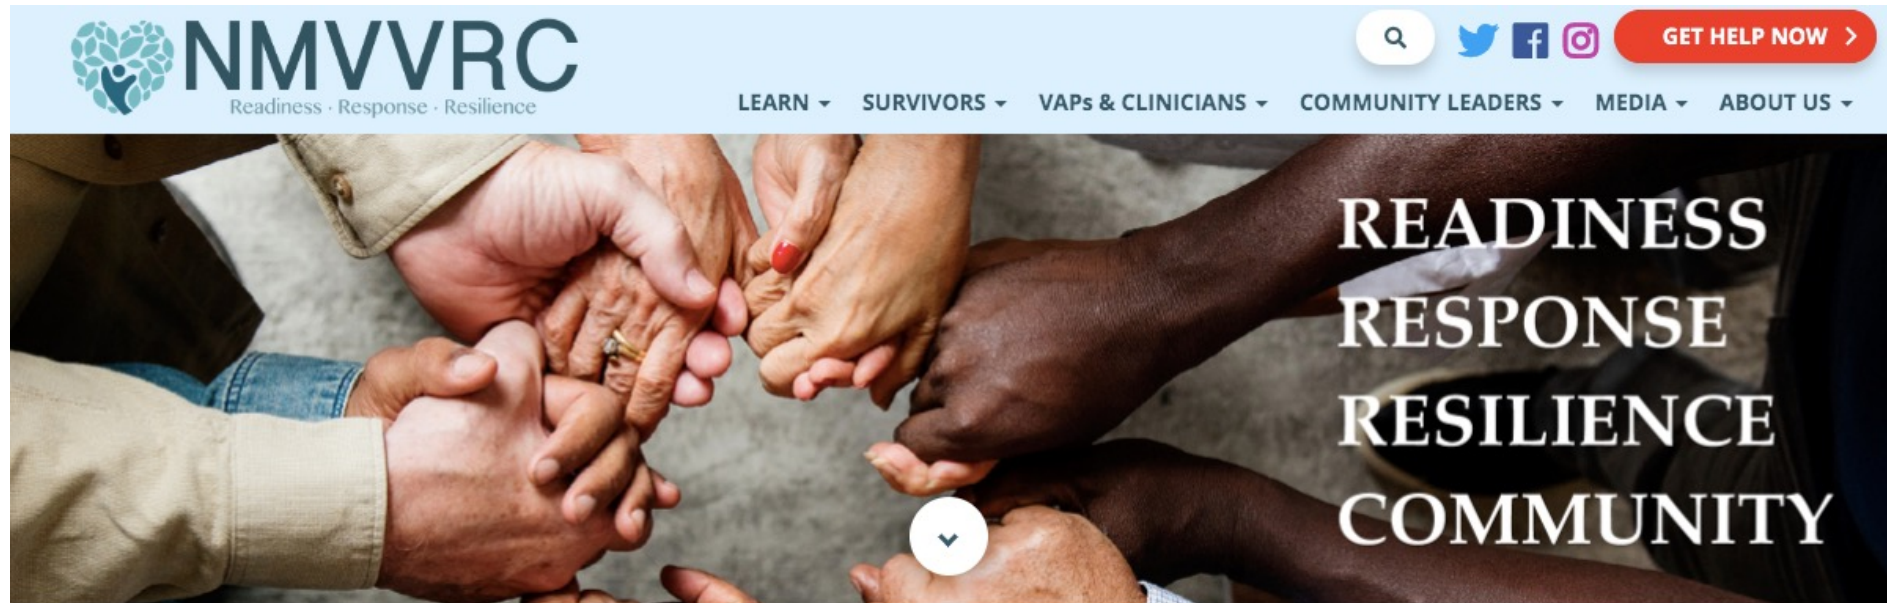 NMVVRC
Readiness · Response · Resilience
GET HELP NOW
LEARN
SURVIVORS
VAPs & CLINICIANS
COMMUNITY LEADERS
MEDIA
ABOUT US
READINESS
RESPONSE
RESILIENCE
COMMUNITY